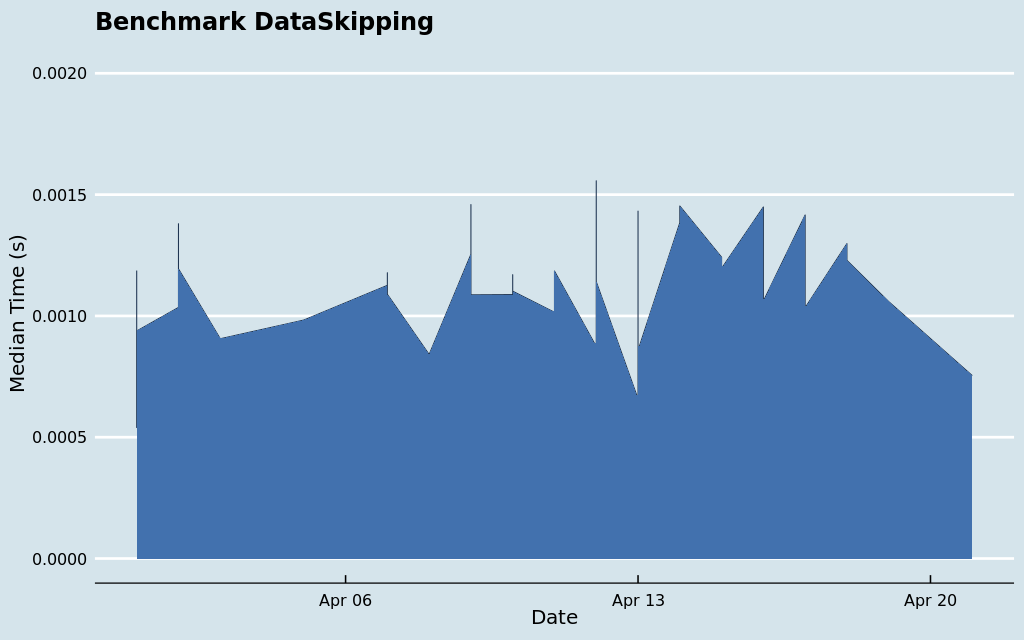 Benchmark DataSkipping
0.0020
0.0015
0.0010
0.0005
0.0000
Median Time (s)
Apr 06
Apr 13
Apr 20
Date